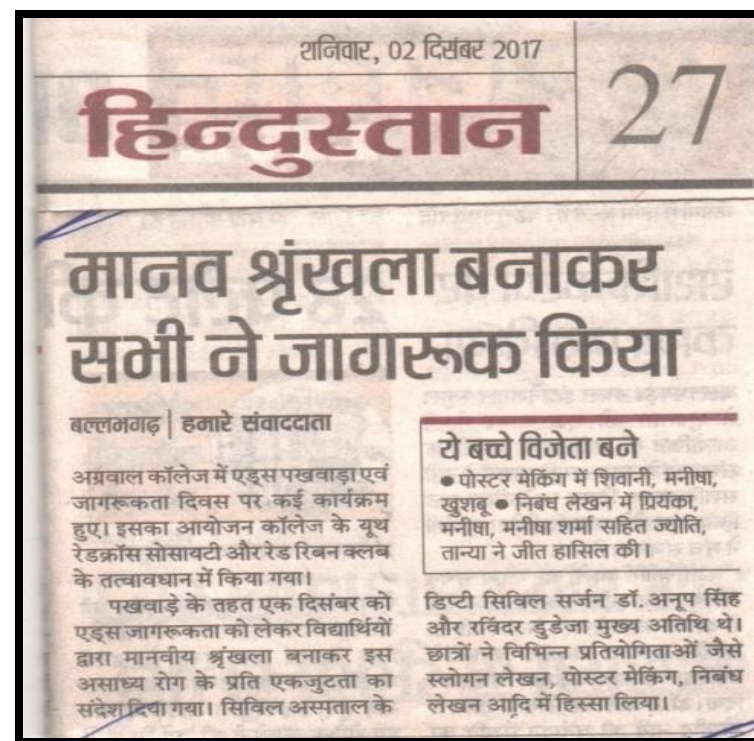 शनिवार, 02 दिसंबर 2017
27
हिन्दुस्तान
मानव श्रृंखला बनाकर
सभी ने जागरूक किया
बल्लभगढ़ | हमारे संवाददाता
अग्रवाल कॉलेज में एड्स पखवाड़ा एवं
जागरूकता दिवस पर कई कार्यक्रम
हुए। इसका आयोजन कॉलेज के यूथ
रेडक्रॉस सोसायटी और रेड रिबन क्लब
के तत्वावधान में किया गया।
पखवाड़े के तहत एक दिसंबर को
एड्स जागरूकता को लेकर विद्यार्थियों
द्वारा मानवीय श्रृंखला बनाकर इस
असाध्य रोग के प्रति एकजुटता का
संदेश दिया गया। सिविल अस्पताल के
ये बच्चे विजेता बने
● पोस्टर मेकिंग में शिवानी, मनीषा,
खुशबू ● निबंध लेखन में प्रियंका,
मनीषा, मनीषा शर्मा सहित ज्योति,
तान्या ने जीत हासिल की।
डिप्टी सिविल सर्जन डॉ. अनूप सिंह
और रविंदर डुडेजा मुख्य अतिथि थे।
छात्रों ने विभिन्न प्रतियोगिताओं जैसे
स्लोगन लेखन, पोस्टर मेकिंग, निबंध
लेखन आदि में हिस्सा लिया।